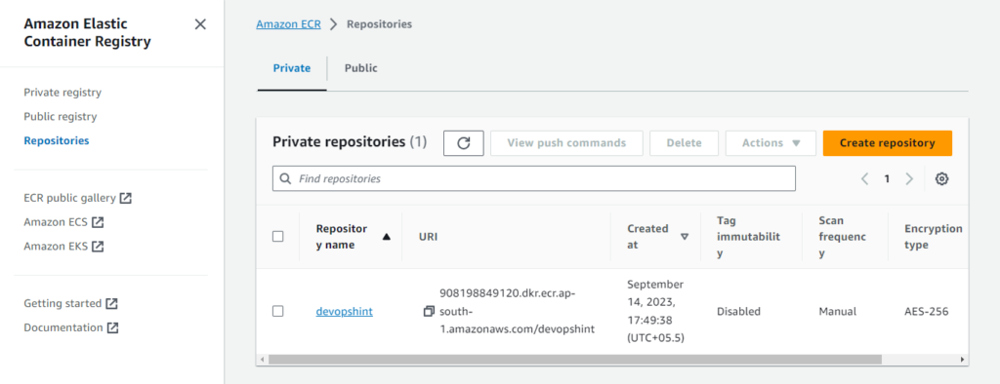 Amazon Elastic
Container Registry
Private registry
Public registry
Repositories
ECR public gallery
Amazon ECS
Amazon EKS
Getting started
Documentation
Amazon ECR > Repositories
Private
Public
Private repositories (1)
View push commands
Delete
Actions
Create repository
Find repositories
1
Repositor
y name
URI
Created
at
Tag
immutabilit
y
Scan
frequenc
y
Encryption
type
devopshint
908198849120.dkr.ecr.ap-
south-
1.amazonaws.com/devopshint
September
14, 2023,
17:49:38
(UTC+05.5)
Disabled
Manual
AES-256